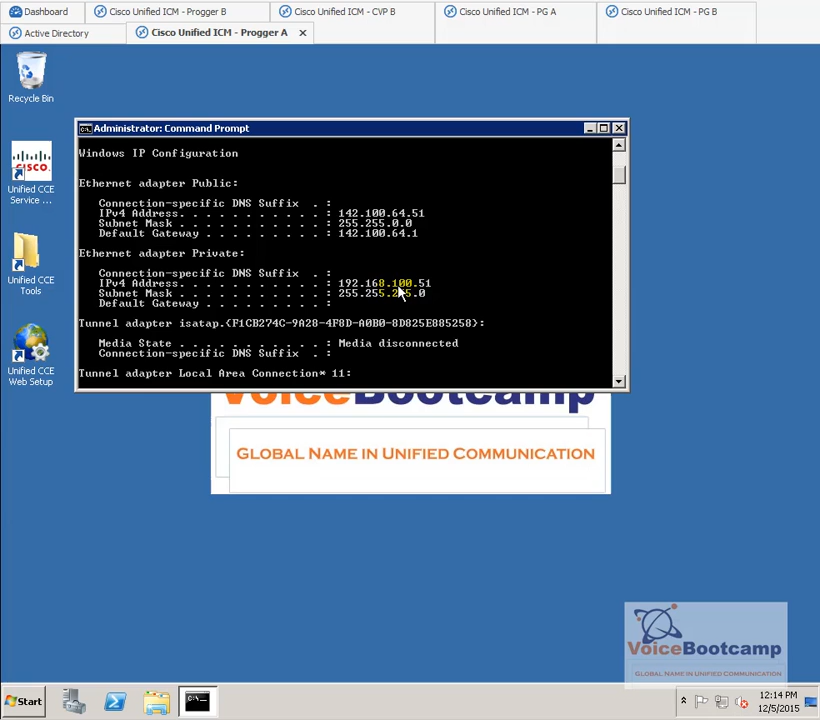 Dashboard
Cisco Unified ICM - Progger B
Cisco Unified ICM - CVP B
Cisco Unified ICM - PG A
Cisco Unified ICM - PG B
Active Directory
Cisco Unified ICM - Progger A
Recycle Bin
CISCO
Unified CCE
Service ...
Unified CCE
Tools
Unified CCE
Web Setup
Administrator: Command Prompt
Windows IP Configuration
Ethernet adapter Public:
Connection-specific DNS Suffix . :
IPv4 Address. . . . . . . . . . . : 142.100.64.51
Subnet Mask . . . . . . . . . . . : 255.255.0.0
Default Gateway . . . . . . . . . : 142.100.64.1
Ethernet adapter Private:
Connection-specific DNS Suffix . :
IPv4 Address. . . . . . . . . . . : 192.168.100.51
Subnet Mask . . . . . . . . . . . : 255.255.255.0
Default Gateway . . . . . . . . . :
Tunnel adapter isatap.{F1CB274C-9A28-4F8D-A0B0-8D825E885258}:
Media State . . . . . . . . . . . : Media disconnected
Connection-specific DNS Suffix . :
Tunnel adapter Local Area Connection* 11:
VoiceBootcamp
GLOBAL NAME IN UNIFIED COMMUNICATION
VoiceBootcamp
GLOBAL NAME IN UNIFIED COMMUNICATION
Start
C:\.
12:14 PM
12/5/2015